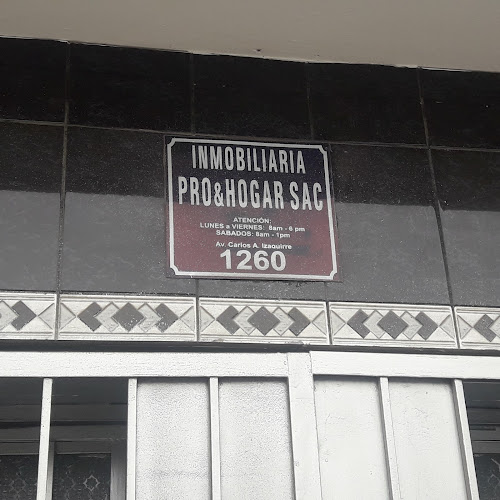 INMOBILIARIA
PRO&HOGAR SAC
ATENCIÓN:
LUNES a VIERNES: 8am - 6 pm
SABADOS: 8am - 1pm
Av. Carlos A. Izaguirre
1260